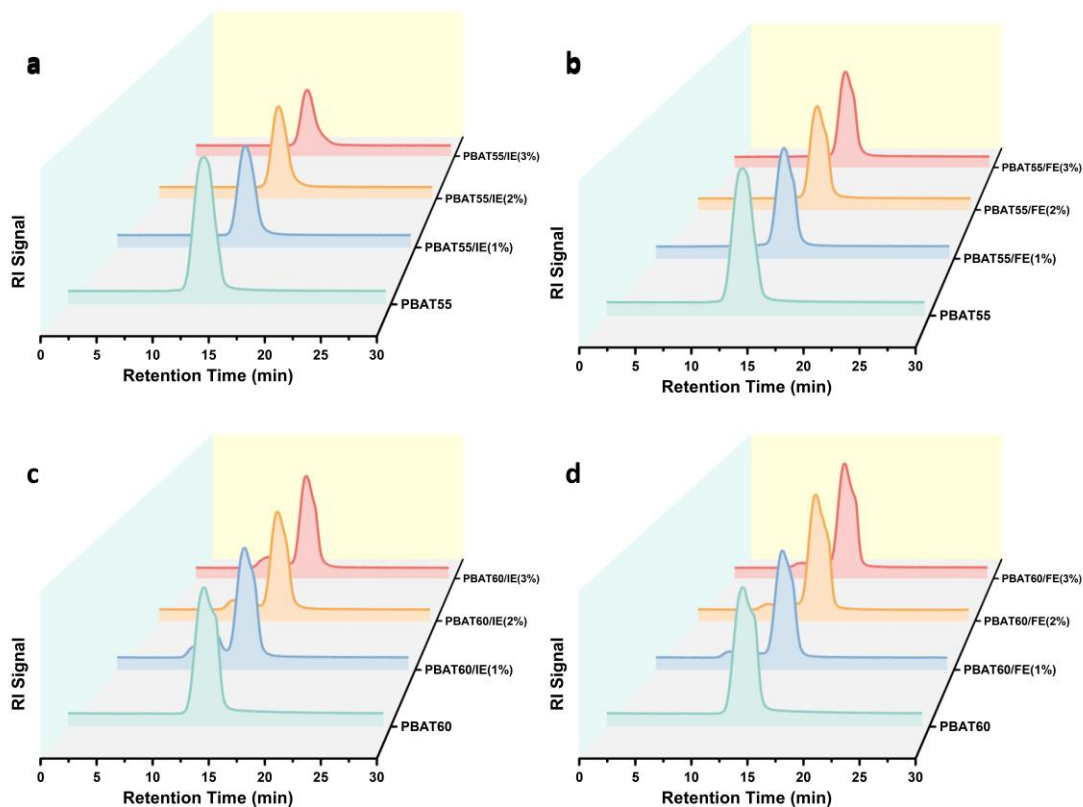 a
RI Signal
PBAT55/IE(3%)
PBAT55/IE(2%)
PBAT55/IE(1%)
PBAT55
0 5 10 15 20 25 30
Retention Time (min)
b
RI Signal
PBAT55/FE(3%)
PBAT55/FE(2%)
PBAT55/FE(1%)
PBAT55
0 5 10 15 20 25 30
Retention Time (min)
c
RI Signal
PBAT60/IE(3%)
PBAT60/IE(2%)
PBAT60/IE(1%)
PBAT60
0 5 10 15 20 25 30
Retention Time (min)
d
RI Signal
PBAT60/FE(3%)
PBAT60/FE(2%)
PBAT60/FE(1%)
PBAT60
0 5 10 15 20 25 30
Retention Time (min)